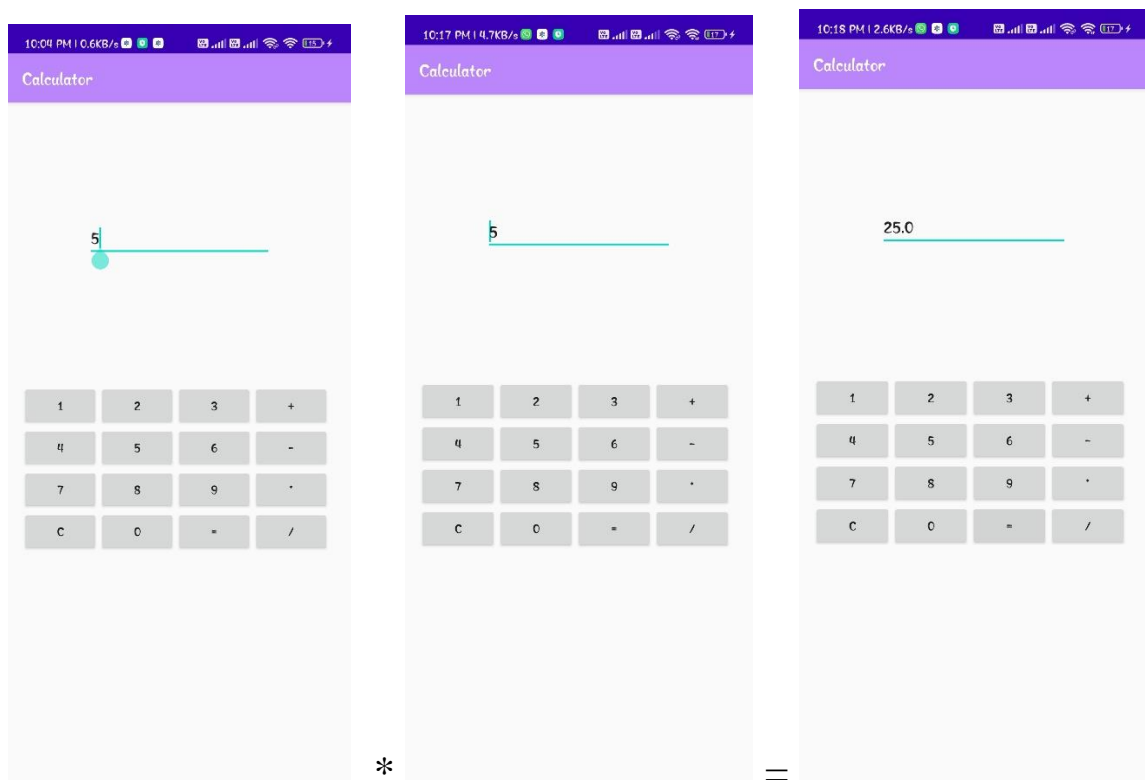 10:04 PM | 0.6KB/s
Calculator
5
1 2 3 +
4 5 6 -
7 8 9 *
C 0 = /
*
10:17 PM | 4.7KB/s
Calculator
5
1 2 3 +
4 5 6 -
7 8 9 *
C 0 = /
=
10:18 PM | 2.6KB/s
Calculator
25.0
1 2 3 +
4 5 6 -
7 8 9 *
C 0 = /